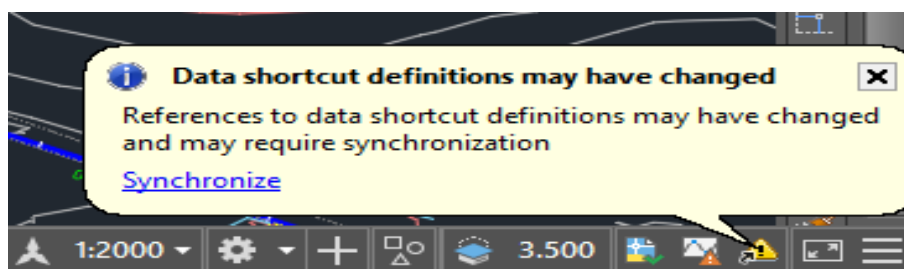 Data shortcut definitions may have changed
References to data shortcut definitions may have changed
and may require synchronization
Synchronize
1:2000 3.500